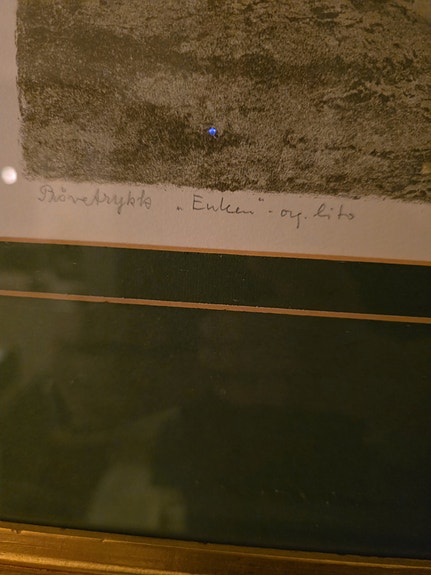 Prøvetrykk „Enken" - org. lito